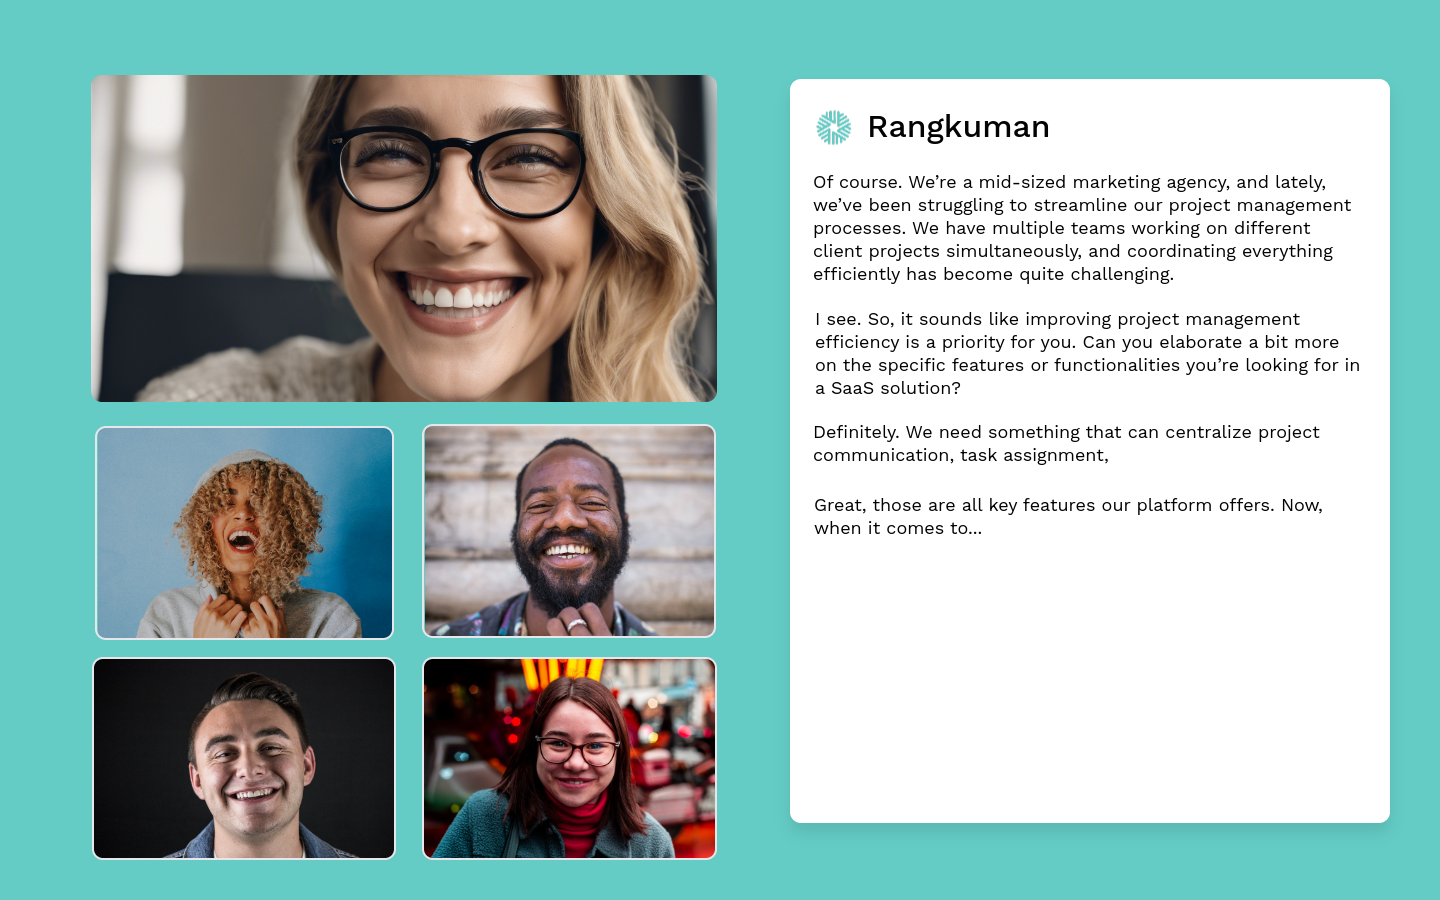 Rangkuman
Of course. We’re a mid-sized marketing agency, and lately,
we’ve been struggling to streamline our project management
processes. We have multiple teams working on different
client projects simultaneously, and coordinating everything
efficiently has become quite challenging.
I see. So, it sounds like improving project management
efficiency is a priority for you. Can you elaborate a bit more
on the specific features or functionalities you’re looking for in
a SaaS solution?
Definitely. We need something that can centralize project
communication, task assignment,
Great, those are all key features our platform offers. Now,
when it comes to...